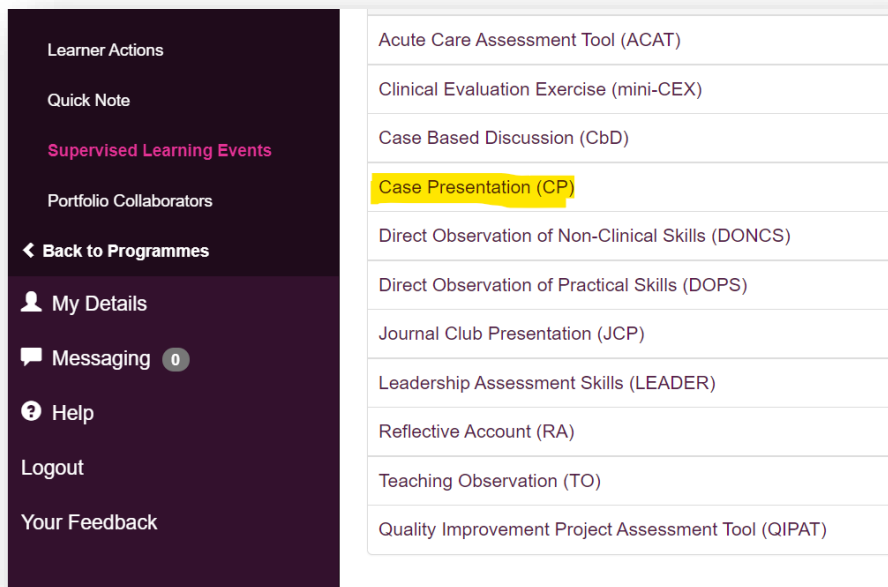 Learner Actions
Quick Note
Supervised Learning Events
Portfolio Collaborators
Back to Programmes
My Details
Messaging 0
Help
Logout
Your Feedback
Acute Care Assessment Tool (ACAT)
Clinical Evaluation Exercise (mini-CEX)
Case Based Discussion (CbD)
Case Presentation (CP)
Direct Observation of Non-Clinical Skills (DONCS)
Direct Observation of Practical Skills (DOPS)
Journal Club Presentation (JCP)
Leadership Assessment Skills (LEADER)
Reflective Account (RA)
Teaching Observation (TO)
Quality Improvement Project Assessment Tool (QIPAT)